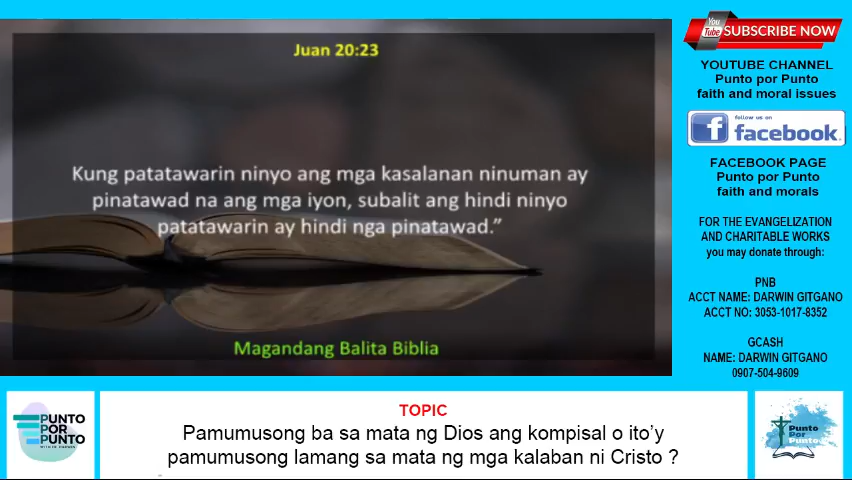 Juan 20:23
Kung patatawarin ninyo ang mga kasalanan ninuman ay
pinatawad na ang mga iyon, subalit ang hindi ninyo
patatawarin ay hindi nga pinatawad.”
Magandang Balita Biblia
You
Tube
SUBSCRIBE NOW
YOUTUBE CHANNEL
Punto por Punto
faith and moral issues
follow us on
facebook.
FACEBOOK PAGE
Punto por Punto
faith and morals
FOR THE EVANGELIZATION
AND CHARITABLE WORKS
you may donate through:
PNB
ACCT NAME: DARWIN GITGANO
ACCT NO: 3053-1017-8352
GCASH
NAME: DARWIN GITGANO
0907-504-9609
PUNTO
POR
PUNTO
TOPIC
Pamumusong ba sa mata ng Dios ang kompisal o ito’y
pamumusong lamang sa mata ng mga kalaban ni Cristo ?
Punto
Por
Punto